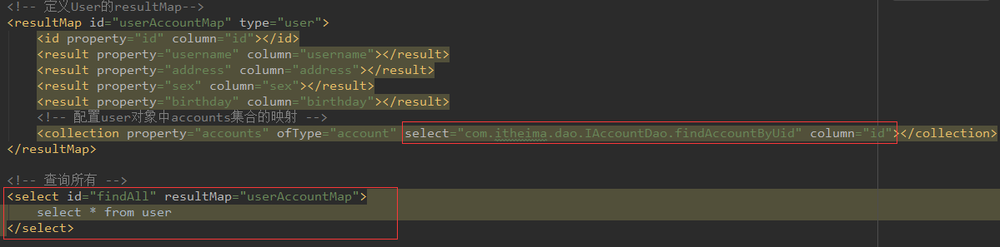 <!-- 定义User的resultMap-->
<resultMap id="userAccountMap" type="user">
<id property="id" column="id"></id>
<result property="username" column="username"></result>
<result property="address" column="address"></result>
<result property="sex" column="sex"></result>
<result property="birthday" column="birthday"></result>
<!-- 配置user对象中accounts集合的映射 -->
<collection property="accounts" ofType="account" select="com.itheima.dao.IAccountDao.findAccountByUid" column="id"></collection>
</resultMap>
<!-- 查询所有 -->
<select id="findAll" resultMap="userAccountMap">
select * from user
</select>